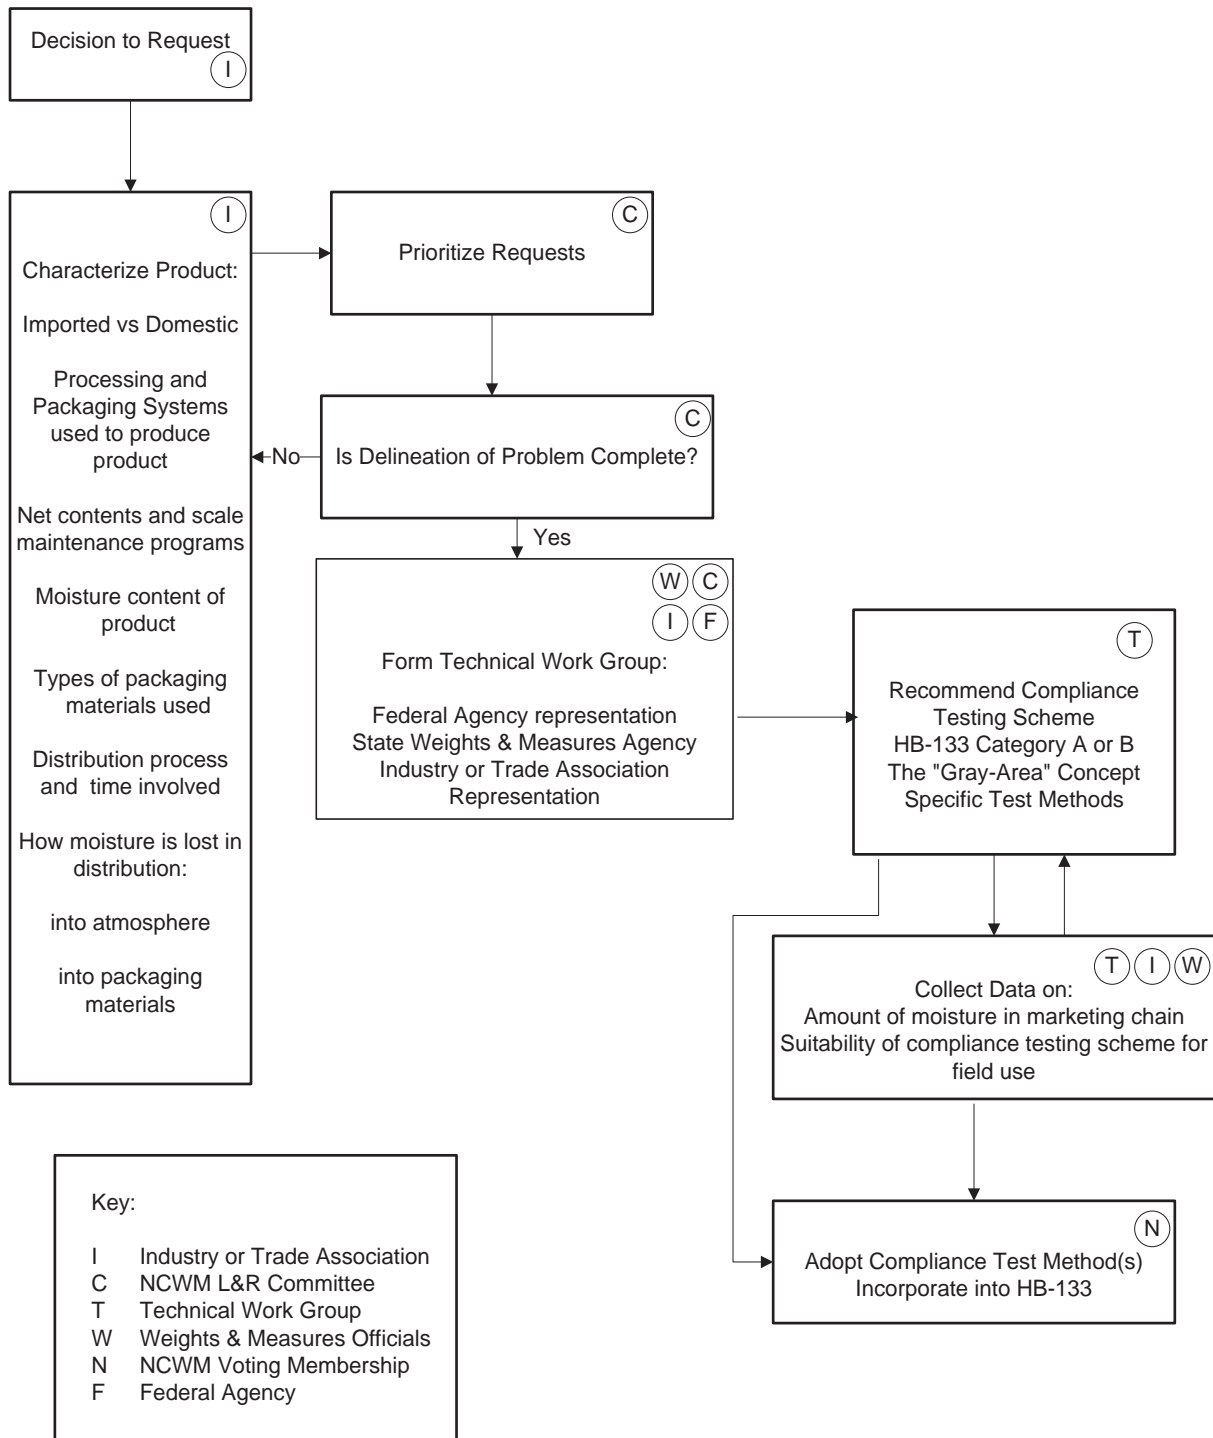 Decision to Request
I
I
Characterize Product:
Imported vs Domestic
Processing and
Packaging Systems
used to produce
product
Net contents and scale
maintenance programs
Moisture content of
product
Types of packaging
materials used
Distribution process
and time involved
How moisture is lost in
distribution:
into atmosphere
into packaging
materials
C
Prioritize Requests
C
Is Delineation of Problem Complete?
No
Yes
W C
I F
Form Technical Work Group:
Federal Agency representation
State Weights & Measures Agency
Industry or Trade Association
Representation
T
Recommend Compliance
Testing Scheme
HB-133 Category A or B
The "Gray-Area" Concept
Specific Test Methods
T I W
Collect Data on:
Amount of moisture in marketing chain
Suitability of compliance testing scheme for
field use
N
Adopt Compliance Test Method(s)
Incorporate into HB-133
Key:
I Industry or Trade Association
C NCWM L&R Committee
T Technical Work Group
W Weights & Measures Officials
N NCWM Voting Membership
F Federal Agency